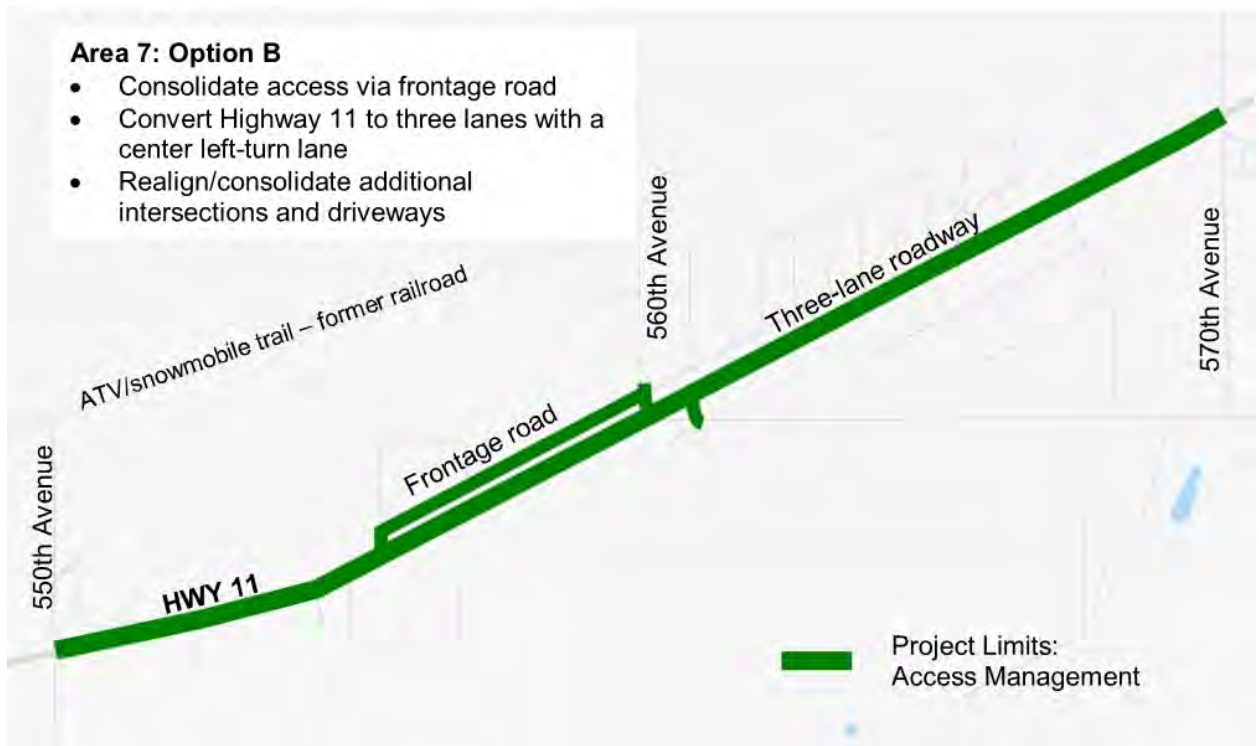 Area 7: Option B
• Consolidate access via frontage road
• Convert Highway 11 to three lanes with a
center left-turn lane
• Realign/consolidate additional
intersections and driveways
ATV/snowmobile trail – former railroad
560th Avenue
Three-lane roadway
570th Avenue
Frontage road
550th Avenue
HWY 11
Project Limits:
Access Management